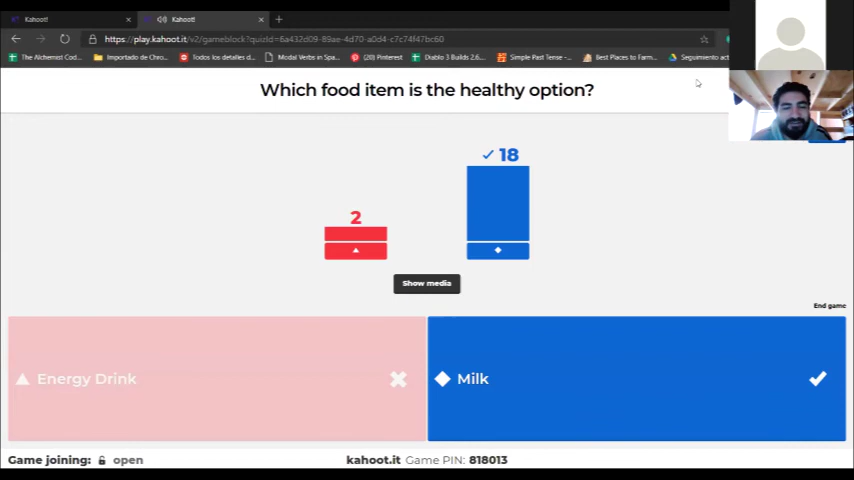 Kahoot!
Kahoot!
https://play.kahoot.it/v2/gameblock?quizId=6a432d09-89ae-4d70-a0d4-c7c74f47bc60
The Alchemist Cod...
Importado de Chro...
Todos los detalles d...
Modal Verbs in Spa...
(20) Pinterest
Diablo 3 Builds 2.6....
Simple Past Tense -...
Best Places to Farm...
Seguimiento act
Which food item is the healthy option?
2
18
Show media
End game
Energy Drink
Milk
Game joining: open
kahoot.it Game PIN: 818013